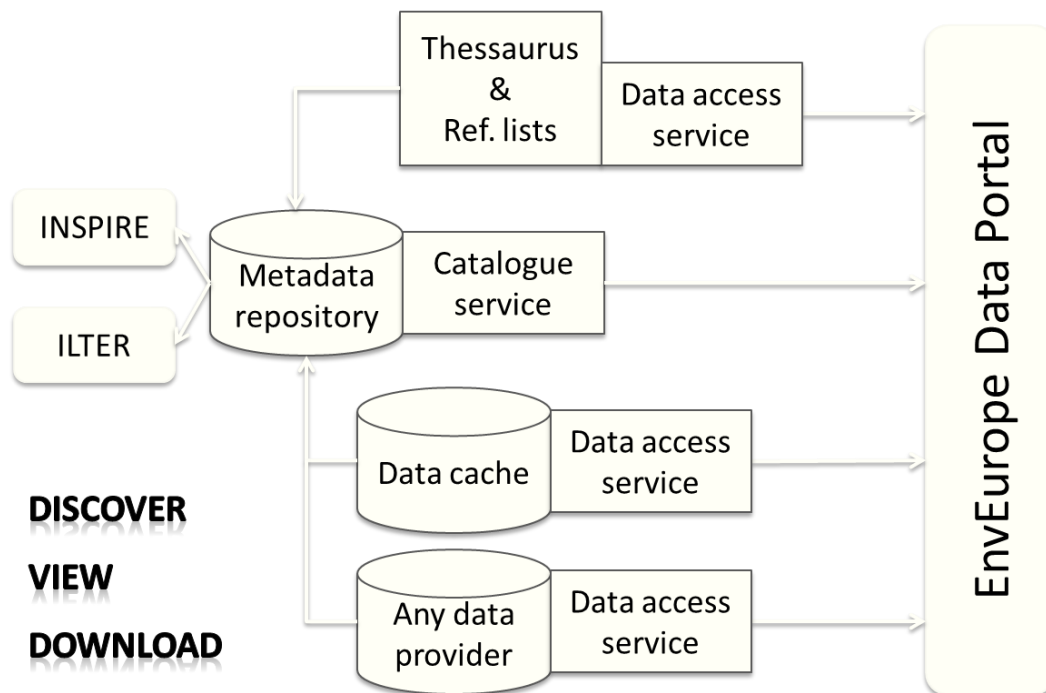 Thessaurus
&
Ref. lists
Data access
service
INSPIRE
ILTER
Metadata
repository
Catalogue
service
Data cache
Data access
service
Any data
provider
Data access
service
DISCOVER
VIEW
DOWNLOAD
EnvEurope Data Portal